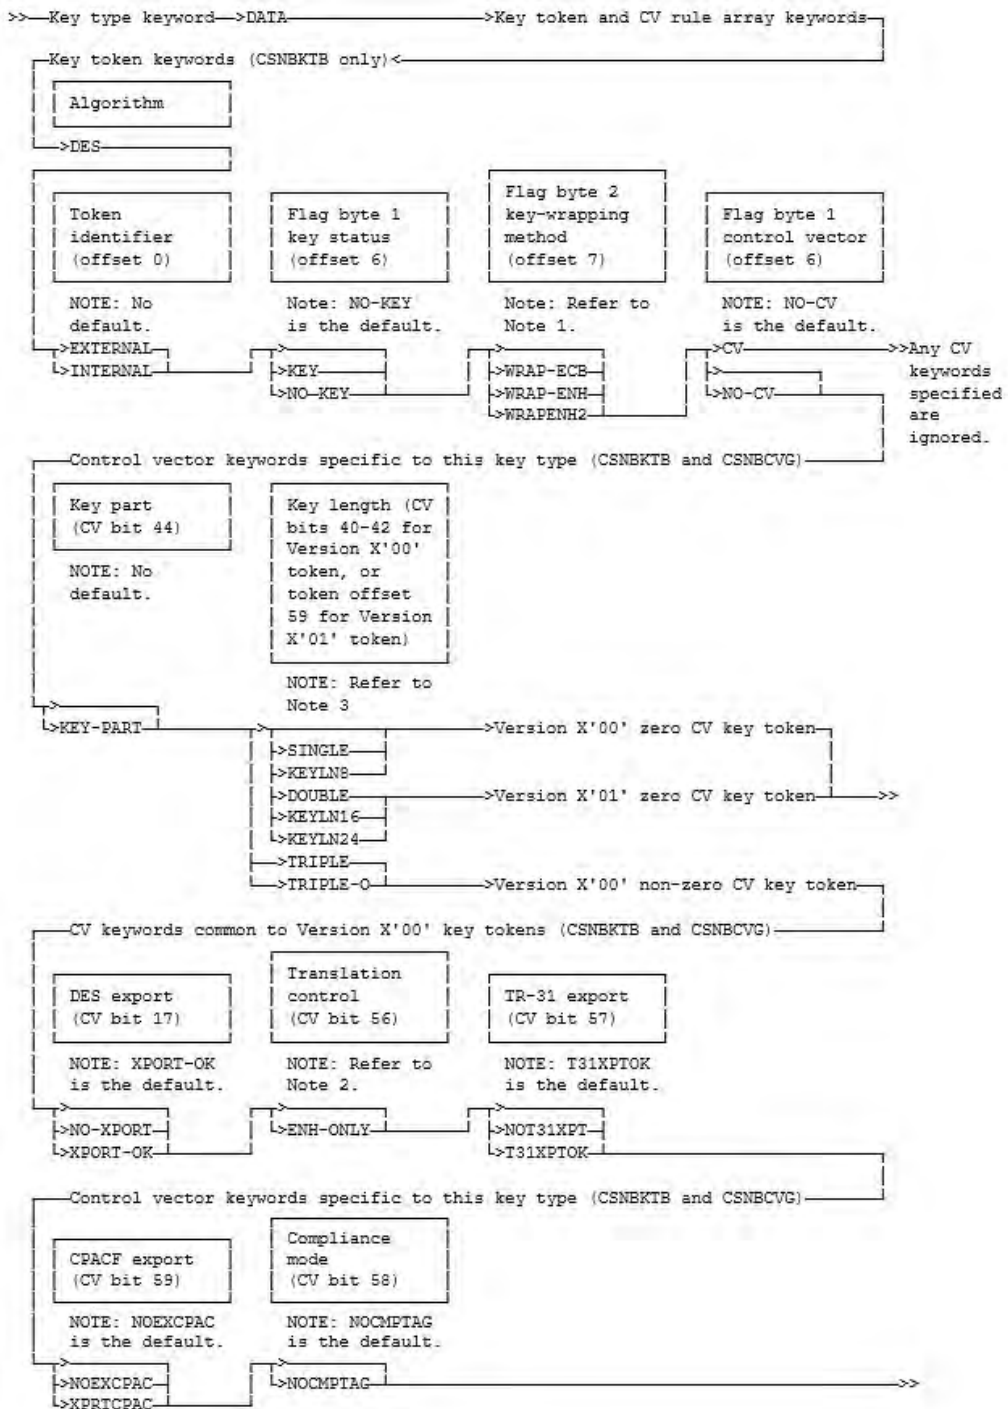 Key type keyword DATA Key token and CV rule array keywords
Key token keywords (CSNBKTB only)
Algorithm
DES
Token
identifier
(offset 0)
NOTE: No
default.
EXTERNAL
INTERNAL
Flag byte 1
key status
(offset 6)
Note: NO-KEY
is the default.
KEY
NO-KEY
Flag byte 2
key-wrapping
method
(offset 7)
Note: Refer to
Note 1.
WRAP-ECB
WRAP-ENH
WRAPENH2
Flag byte 1
control vector
(offset 6)
NOTE: NO-CV
is the default.
CV
NO-CV
Any CV
keywords
specified
are
ignored.
Control vector keywords specific to this key type (CSNBKTB and CSNBCVG)
Key part
(CV bit 44)
NOTE: No
default.
KEY-PART
Key length (CV
bits 40-42 for
Version X'00'
token, or
token offset
59 for Version
X'01' token)
NOTE: Refer to
Note 3
Version X'00' zero CV key token
SINGLE
KEYLN8
DOUBLE Version X'01' zero CV key token
KEYLN16
KEYLN24
TRIPLE
TRIPLE-O Version X'00' non-zero CV key token
CV keywords common to Version X'00' key tokens (CSNBKTB and CSNBCVG)
DES export
(CV bit 17)
NOTE: XPORT-OK
is the default.
NO-XPORT
XPORT-OK
Translation
control
(CV bit 56)
NOTE: Refer to
Note 2.
ENH-ONLY
TR-31 export
(CV bit 57)
NOTE: T31XPTOK
is the default.
NOT31XPT
T31XPTOK
Control vector keywords specific to this key type (CSNBKTB and CSNBCVG)
CPACF export
(CV bit 59)
NOTE: NOEXCPAC
is the default.
NOEXCPAC
XPRTCPAC
Compliance
mode
(CV bit 58)
NOTE: NOCMPTAG
is the default.
NOCMPTAG